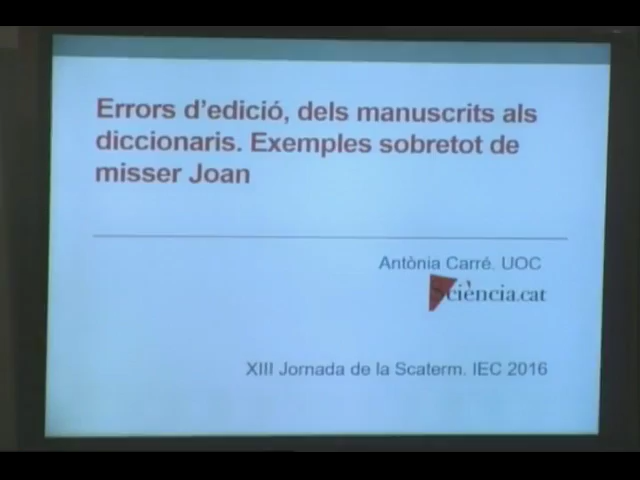 Errors d'edició, dels manuscrits als
diccionaris. Exemples sobretot de
misser Joan
Antònia Carré. UOC
Sciència.cat
XIII Jornada de la Scaterm. IEC 2016